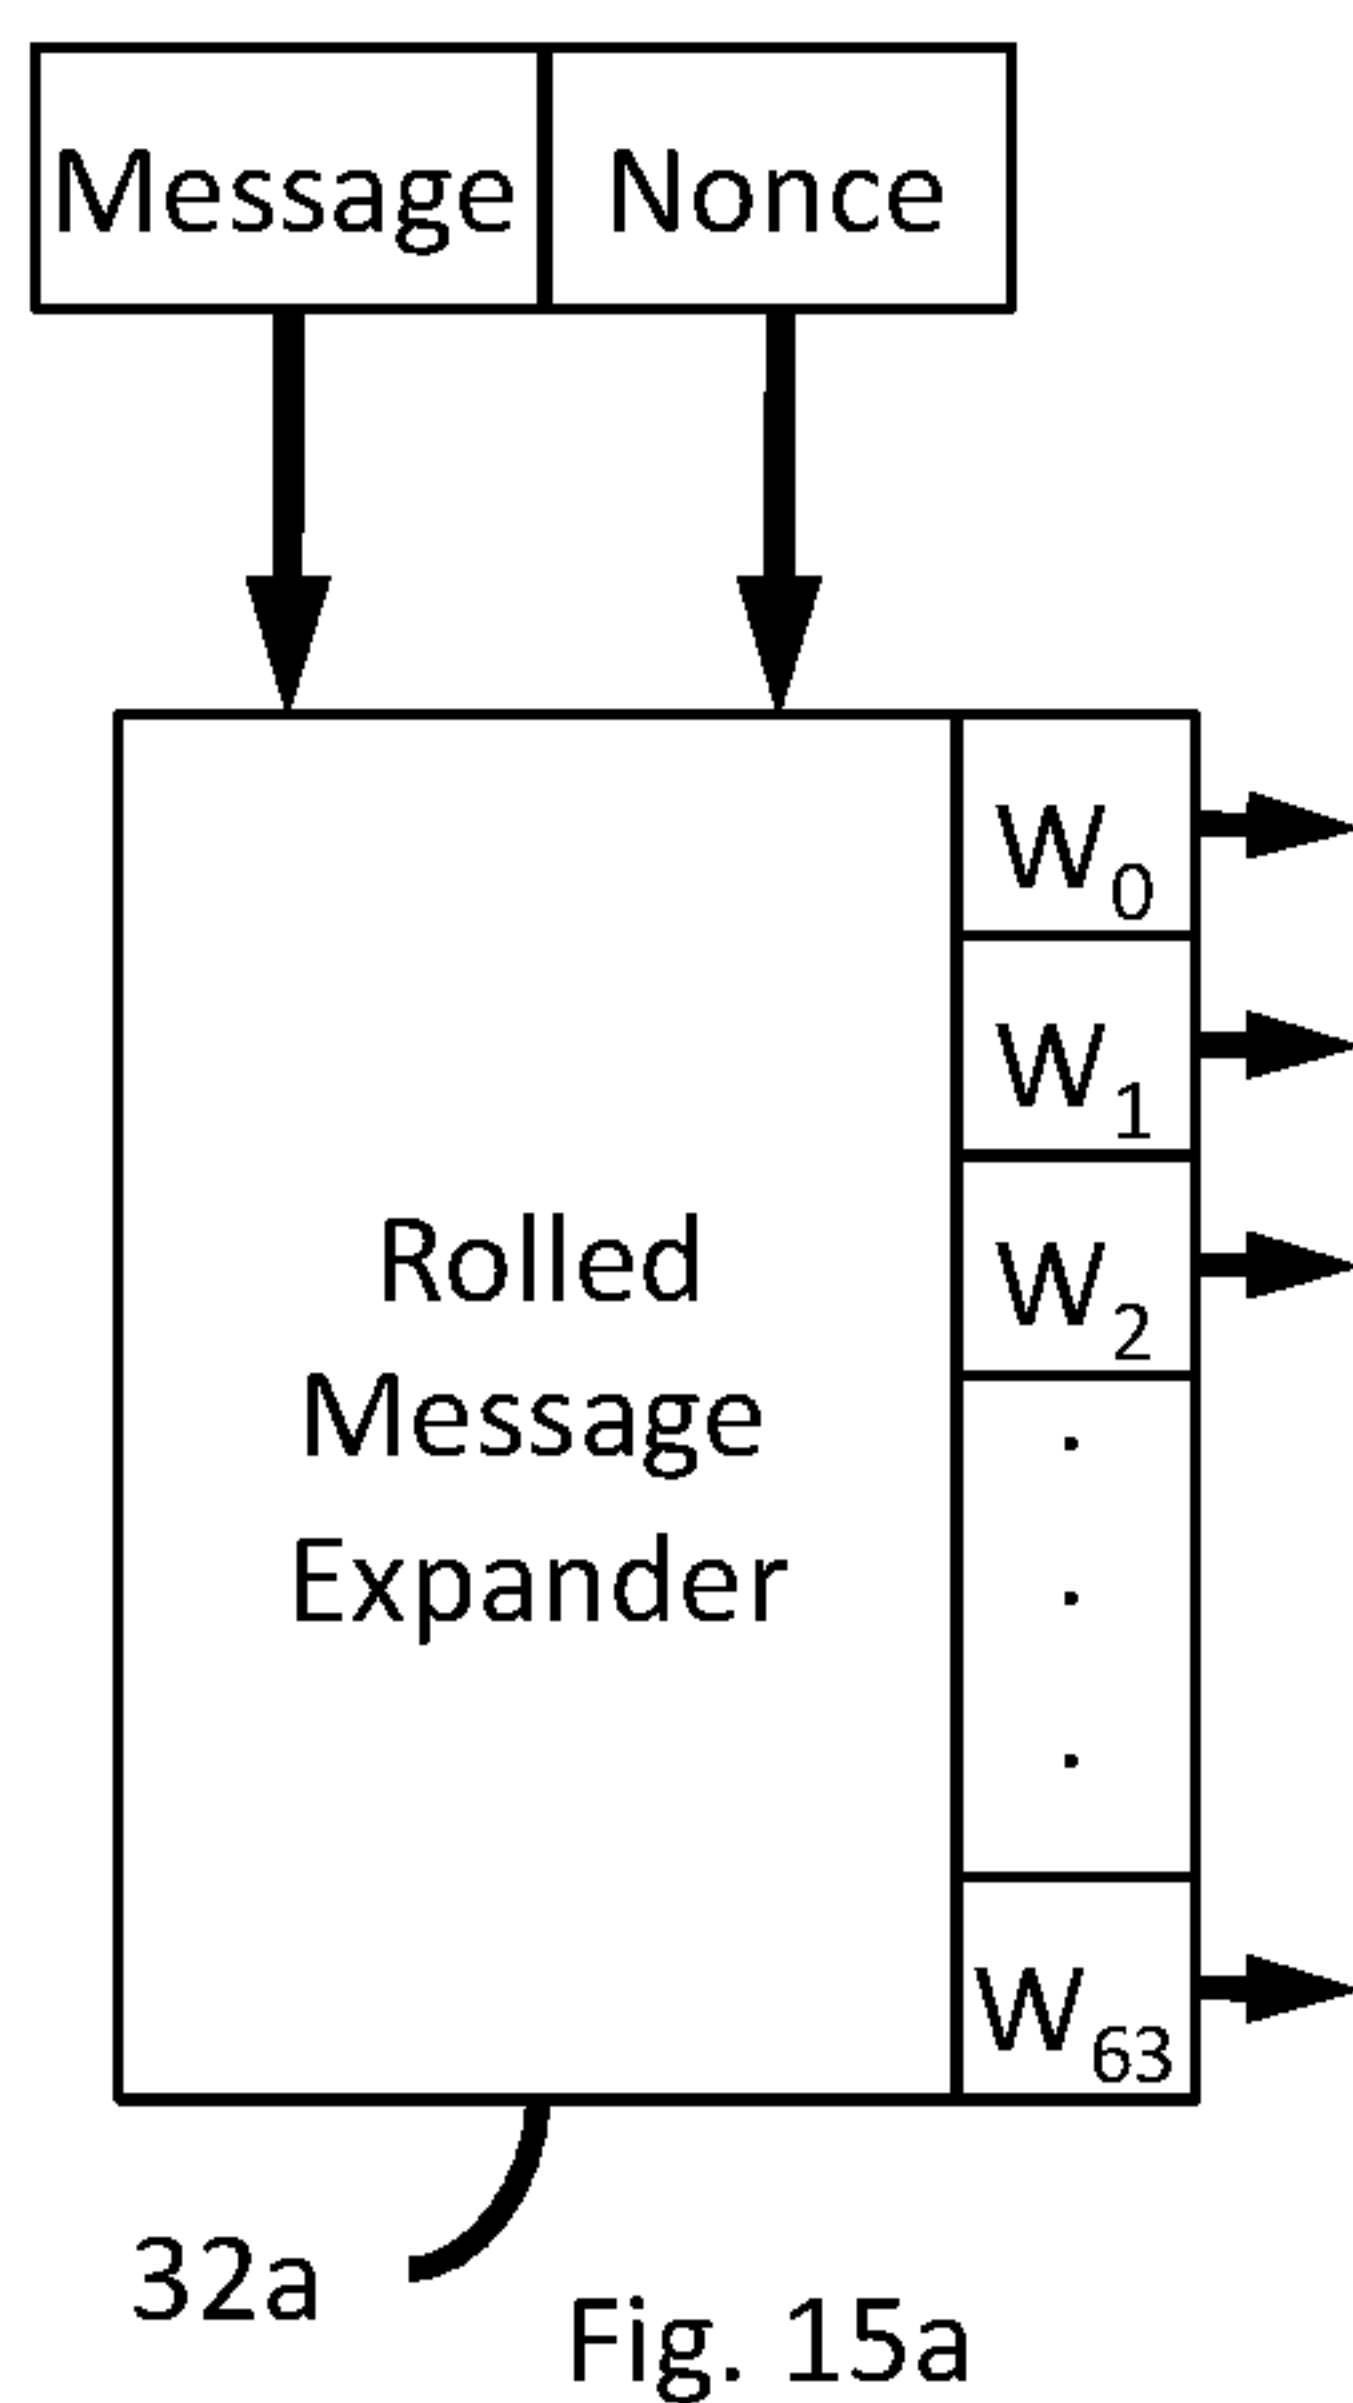 Message Nonce
W0
W1
W2
Rolled
Message
Expander
.
.
.
W63
32a
Fig. 15a